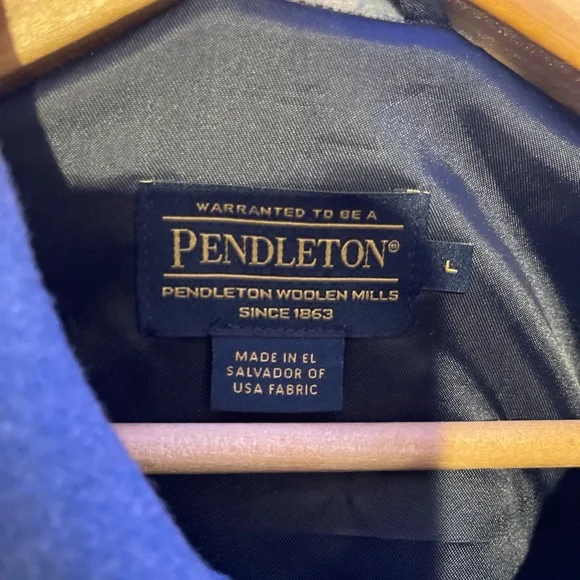 WARRANTED TO BE A
PENDLETON®
PENDLETON WOOLEN MILLS
SINCE 1863
L
MADE IN EL
SALVADOR OF
USA FABRIC